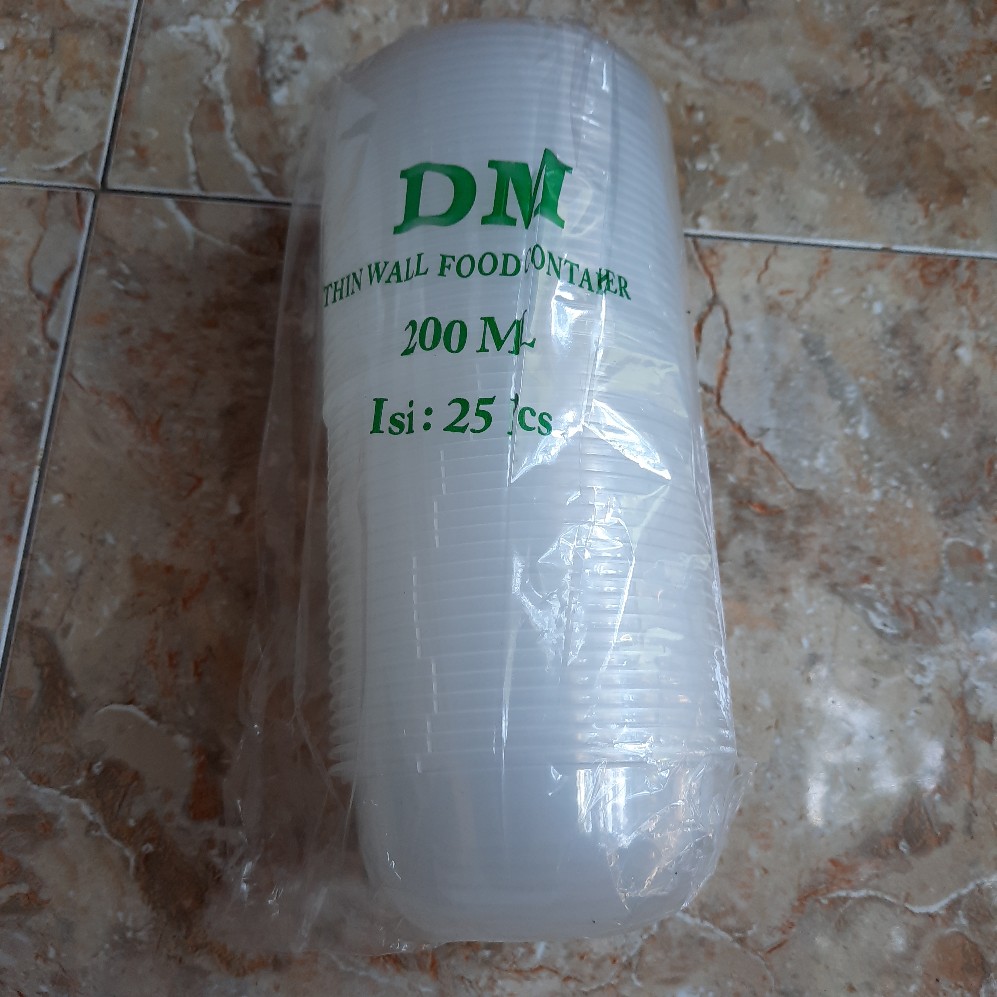 DM
THIN WALL FOOD CONTAINER
200 ML
Isi : 25 Pcs